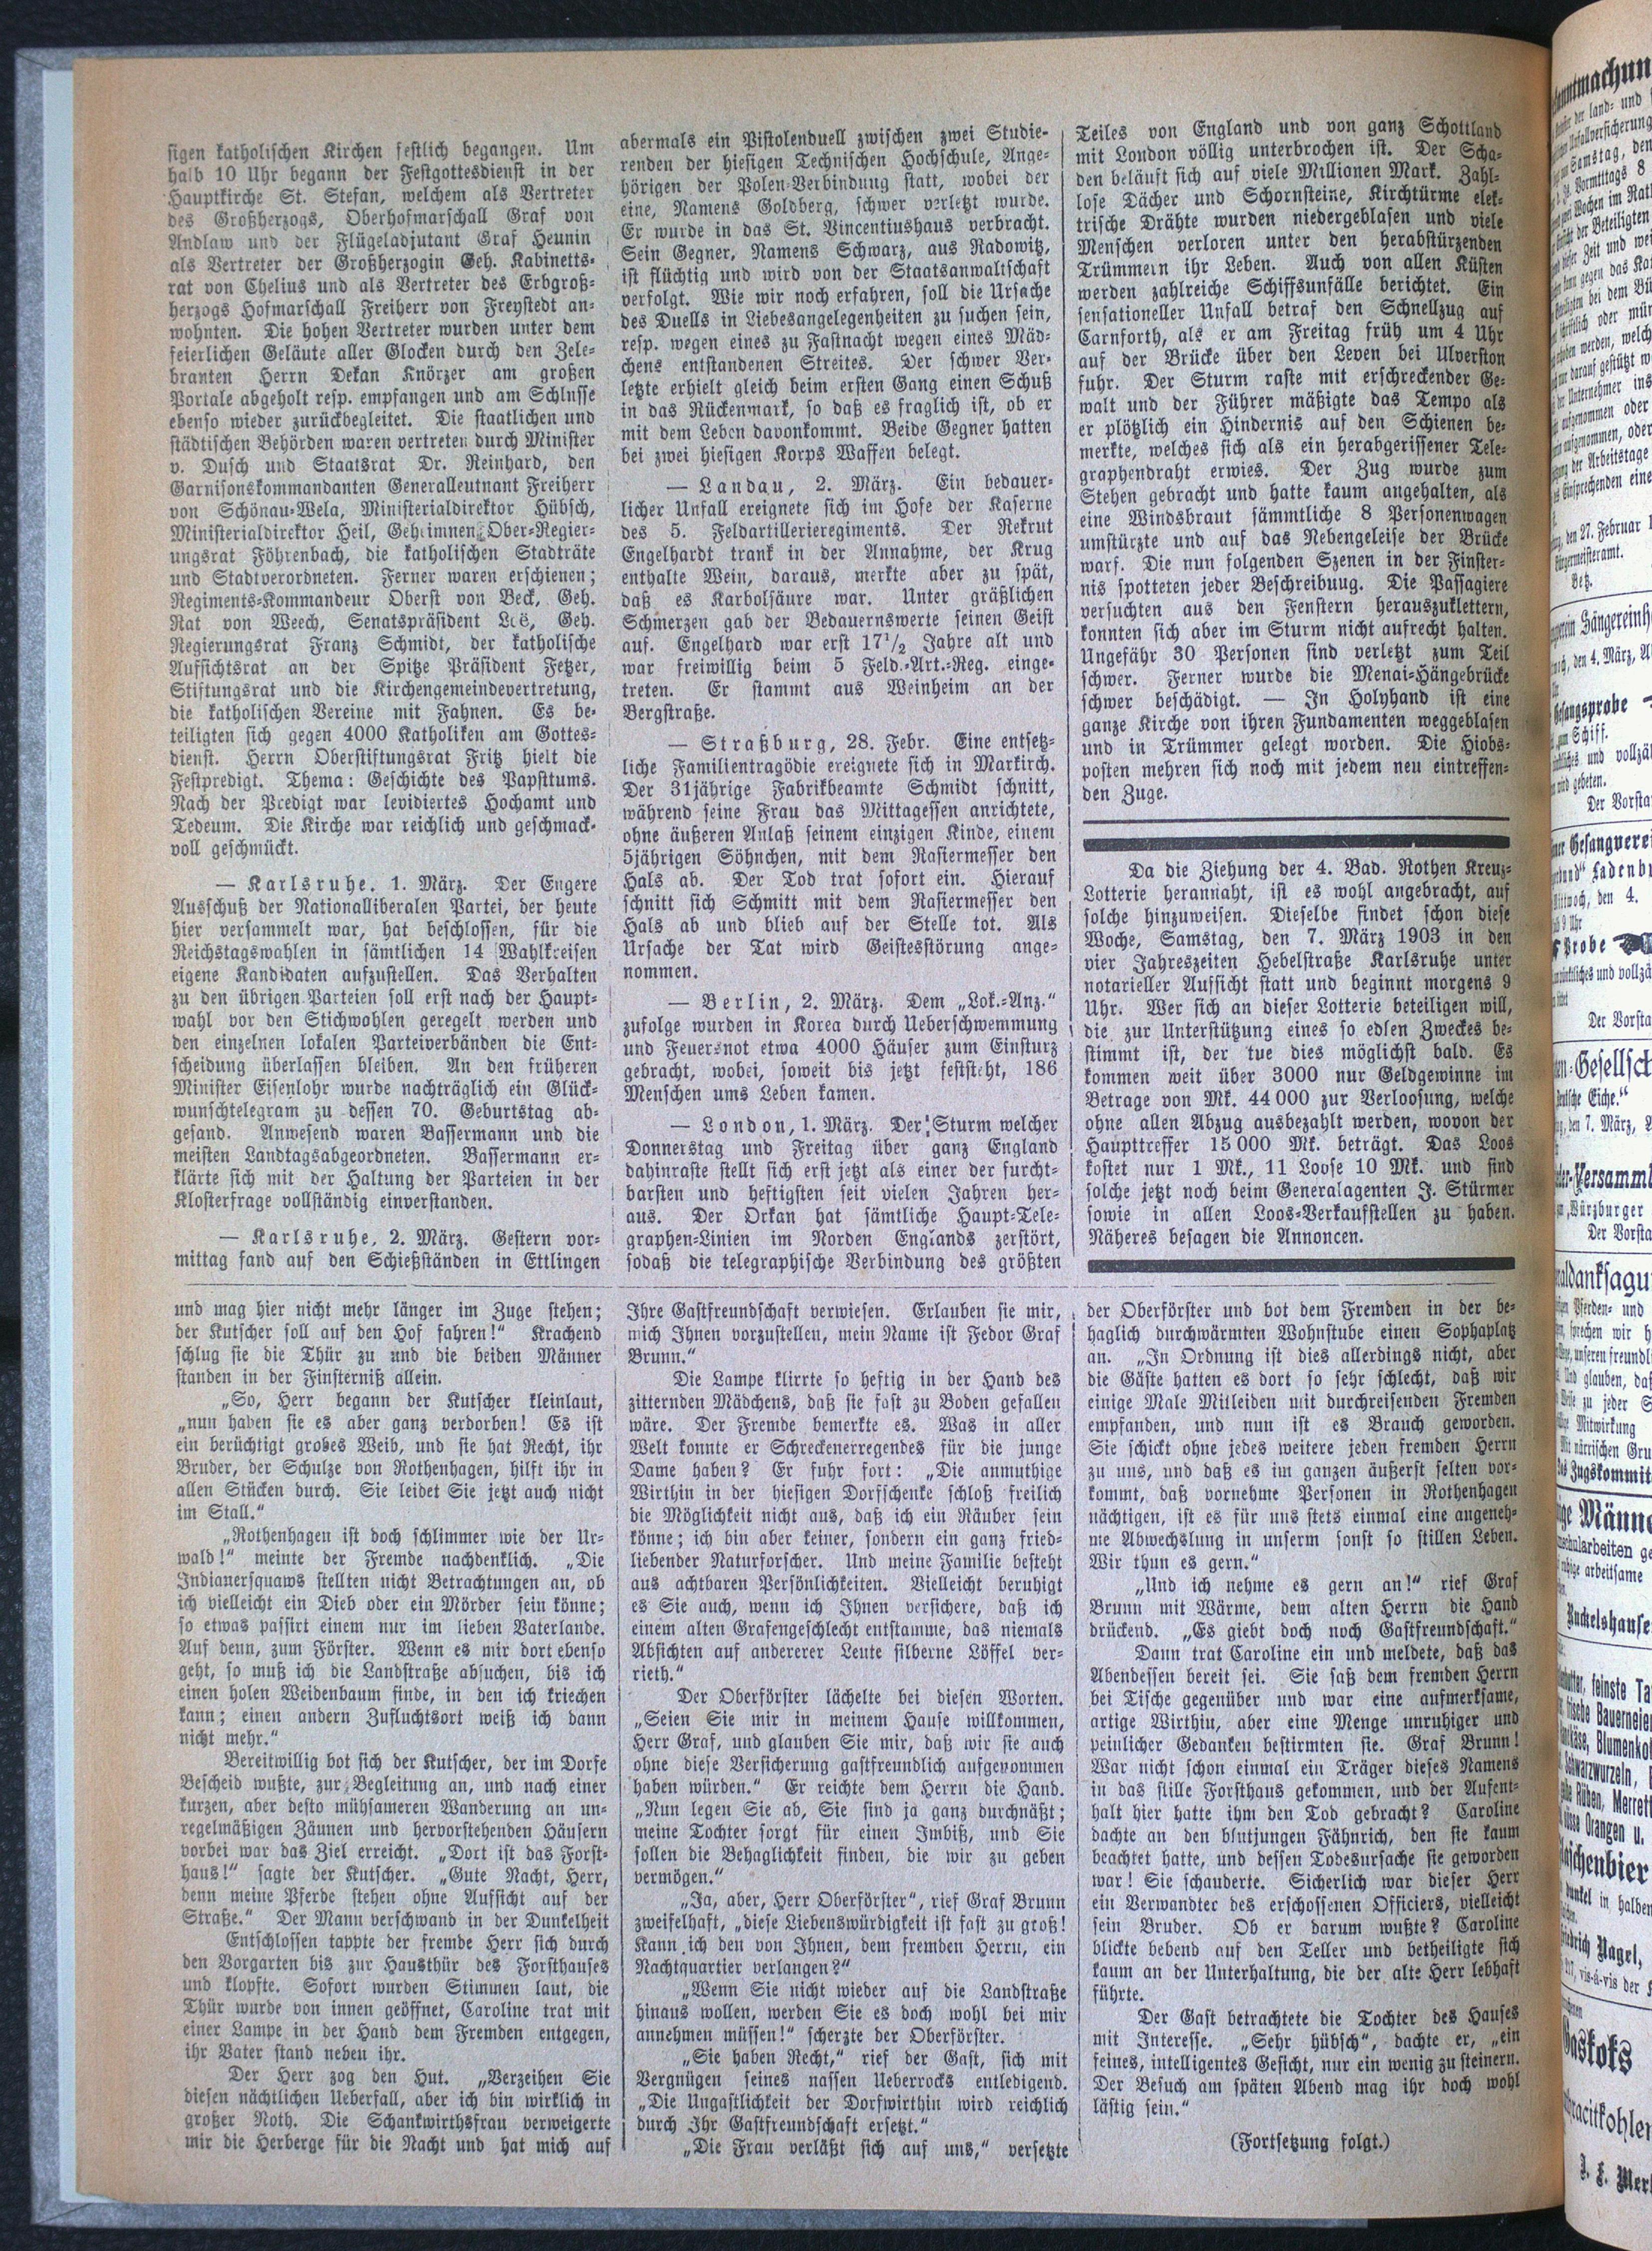 sigen katholischen Kirchen festlich begangen. Um
halb 10 Uhr begann der Festgottesdienst in der
Hauptkirche St. Stefan, welchem als Vertreter
des Großherzogs, Oberhofmarschall Graf von
Andlaw und der Flügeladjutant Graf Heunin
als Vertreter der Großherzogin Geh. Kabinetts-
rat von Chelius und als Vertreter des Erbgroß-
herzogs Hofmarschall Freiherr von Freystedt an-
wohnten. Die hohen Vertreter wurden unter dem
feierlichen Geläute aller Glocken durch den Zele-
branten Herrn Dekan Knörzer am großen
Portale abgeholt resp. empfangen und am Schlusse
ebenso wieder zurückbegleitet. Die staatlichen und
städtischen Behörden waren vertreten durch Minister
v. Dusch und Staatsrat Dr. Reinhard, den
Garnisonskommandanten Generalleutnant Freiherr
von Schönau-Wela, Ministerialdirektor Hübsch,
Ministerialdirektor Heil, Geheimnen Ober-Regier-
ungsrat Föhrenbach, die katholischen Stadträte
und Stadtverordneten. Ferner waren erschienen;
Regiments-Kommandeur Oberst von Beck, Geh.
Rat von Weech, Senatspräsident Loë, Geh.
Regierungsrat Franz Schmidt, der katholische
Aufsichtsrat an der Spitze Präsident Fetzer,
Stiftungsrat und die Kirchengemeindevertretung,
die katholischen Vereine mit Fahnen. Es be-
teiligten sich gegen 4000 Katholiken am Gottes-
dienst. Herrn Oberstiftungsrat Fritz hielt die
Festpredigt. Thema: Geschichte des Papsttums.
Nach der Predigt war levidiertes Hochamt und
Tedeum. Die Kirche war reichlich und geschmack-
voll geschmückt.
— Karlsruhe, 1. März. Der Engere
Ausschuß der Nationalliberalen Partei, der heute
hier versammelt war, hat beschlossen, für die
Reichstagswahlen in sämtlichen 14 Wahlkreisen
eigene Kandidaten aufzustellen. Das Verhalten
zu den übrigen Parteien soll erst nach der Haupt-
wahl vor den Stichwohlen geregelt werden und
den einzelnen lokalen Parteiverbänden die Ent-
scheidung überlassen bleiben. An den früheren
Minister Eisenlohr wurde nachträglich ein Glück-
wunschtelegram zu dessen 70. Geburtstag ab-
gesand. Anwesend waren Bassermann und die
meisten Landtagsabgeordneten. Bassermann er-
klärte sich mit der Haltung der Parteien in der
Klosterfrage vollständig einverstanden.
— Karlsruhe, 2. März. Gestern vor-
mittag fand auf den Schießständen in Ettlingen
abermals ein Pistolenduell zwischen zwei Studie-
renden der hiesigen Technischen Hochschule, Ange-
hörigen der Polen-Verbindung statt, wobei der
eine, Namens Goldberg, schwer verletzt wurde.
Er wurde in das St. Vincentiushaus verbracht.
Sein Gegner, Namens Schwarz, aus Radowitz,
ist flüchtig und wird von der Staatsanwaltschaft
verfolgt. Wie wir noch erfahren, soll die Ursache
des Duells in Liebesangelegenheiten zu suchen sein,
resp. wegen eines zu Fastnacht wegen eines Mäd-
chens entstandenen Streites. Der schwer Ver-
letzte erhielt gleich beim ersten Gang einen Schuß
in das Rückenmark, so daß es fraglich ist, ob er
mit dem Leben davonkommt. Beide Gegner hatten
bei zwei hiesigen Korps Waffen belegt.
— Landau, 2. März. Ein bedauer-
licher Unfall ereignete sich im Hofe der Kaserne
des 5. Feldartillerieregiments. Der Rekrut
Engelhardt trank in der Annahme, der Krug
enthalte Wein, daraus, merkte aber zu spät,
daß es Karbolsäure war. Unter gräßlichen
Schmerzen gab der Bedauernswerte seinen Geist
auf. Engelhard war erst 17½ Jahre alt und
war freiwillig beim 5 Feld.-Art.-Reg. einge-
treten. Er stammt aus Weinheim an der
Bergstraße.
— Straßburg, 28. Febr. Eine entsetz-
liche Familientragödie ereignete sich in Markirch.
Der 31jährige Fabrikbeamte Schmidt schnitt,
während seine Frau das Mittagessen anrichtete,
ohne äußeren Anlaß seinem einzigen Kinde, einem
5jährigen Söhnchen, mit dem Rasiermesser den
Hals ab. Der Tod trat sofort ein. Hierauf
schnitt sich Schmitt mit dem Rasiermesser den
Hals ab und blieb auf der Stelle tot. Als
Ursache der Tat wird Geistesstörung ange-
nommen.
— Berlin, 2. März. Dem „Lok.-Anz.“
zufolge wurden in Korea durch Ueberschwemmung
und Feuersnot etwa 4000 Häuser zum Einsturz
gebracht, wobei, soweit bis jetzt feststeht, 186
Menschen ums Leben kamen.
— London, 1. März. Der Sturm welcher
Donnerstag und Freitag über ganz England
dahinraste stellt sich erst jetzt als einer der furcht-
barsten und heftigsten seit vielen Jahren her-
aus. Der Orkan hat sämtliche Haupt-Tele-
graphen-Linien im Norden Englands zerstört,
sodaß die telegraphische Verbindung des größten
Teiles von England und von ganz Schottland
mit London völlig unterbrochen ist. Der Scha-
den beläuft sich auf viele Millionen Mark. Zahl-
lose Dächer und Schornsteine, Kirchtürme elek-
trische Drähte wurden niedergeblasen und viele
Menschen verloren unter den herabstürzenden
Trümmern ihr Leben. Auch von allen Küsten
werden zahlreiche Schiffsunfälle berichtet. Ein
sensationeller Unfall betraf den Schnellzug auf
Carnforth, als er am Freitag früh um 4 Uhr
auf der Brücke über den Leven bei Ulverston
fuhr. Der Sturm raste mit erschreckender Ge-
walt und der Führer mäßigte das Tempo als
er plötzlich ein Hindernis auf den Schienen be-
merkte, welches sich als ein herabgerissener Tele-
graphendraht erwies. Der Zug wurde zum
Stehen gebracht und hatte kaum angehalten, als
eine Windsbraut sämmtliche 8 Personenwagen
umstürzte und auf das Nebengeleise der Brücke
warf. Die nun folgenden Szenen in der Finster-
nis spotteten jeder Beschreibuug. Die Passagiere
versuchten aus den Fenstern herauszuklettern,
konnten sich aber im Sturm nicht aufrecht halten.
Ungefähr 30 Personen sind verletzt zum Teil
schwer. Ferner wurde die Menai-Hängebrücke
schwer beschädigt. — In Holyhand ist eine
ganze Kirche von ihren Fundamenten weggeblasen
und in Trümmer gelegt worden. Die Hiobs-
posten mehren sich noch mit jedem neu eintreffen-
den Zuge.
Da die Ziehung der 4. Bad. Rothen Kreuz-
Lotterie herannaht, ist es wohl angebracht, auf
solche hinzuweisen. Dieselbe findet schon diese
Woche, Samstag, den 7. März 1903 in den
vier Jahreszeiten Hebelstraße Karlsruhe unter
notarieller Aufsicht statt und beginnt morgens 9
Uhr. Wer sich an dieser Lotterie beteiligen will,
die zur Unterstützung eines so edlen Zweckes be-
stimmt ist, der tue dies möglichst bald. Es
kommen weit über 3000 nur Geldgewinne im
Betrage von Mk. 44 000 zur Verloosung, welche
ohne allen Abzug ausbezahlt werden, wovon der
Haupttreffer 15 000 Mk. beträgt. Das Loos
kostet nur 1 Mk., 11 Loose 10 Mk. und sind
solche jetzt noch beim Generalagenten J. Stürmer
sowie in allen Loos-Verkaufstellen zu haben.
Näheres besagen die Annoncen.
und mag hier nicht mehr länger im Zuge stehen;
der Kutscher soll auf den Hof fahren!“ Krachend
schlug sie die Thür zu und die beiden Männer
standen in der Finsterniß allein.
„So, Herr begann der Kutscher kleinlaut,
„nun haben sie es aber ganz verdorben! Es ist
ein berüchtigt grobes Weib, und sie hat Recht, ihr
Bruder, der Schulze von Rothenhagen, hilft ihr in
allen Stücken durch. Sie leidet Sie jetzt auch nicht
im Stall.“
„Rothenhagen ist doch schlimmer wie der Ur-
wald!“ meinte der Fremde nachdenklich. „Die
Indianersquaws stellten nicht Betrachtungen an, ob
ich vielleicht ein Dieb oder ein Mörder sein könne;
so etwas passirt einem nur im lieben Vaterlande.
Auf denn, zum Förster. Wenn es mir dort ebenso
geht, so muß ich die Landstraße absuchen, bis ich
einen holen Weidenbaum finde, in den ich kriechen
kann; einen andern Zufluchtsort weiß ich dann
nicht mehr.“
Bereitwillig bot sich der Kutscher, der im Dorfe
Bescheid wußte, zur Begleitung an, und nach einer
kurzen, aber desto mühsameren Wanderung an un-
regelmäßigen Zäunen und hervorstehenden Häusern
vorbei war das Ziel erreicht. „Dort ist das Forst-
haus!“ sagte der Kutscher. „Gute Nacht, Herr,
denn meine Pferde stehen ohne Aufsicht auf der
Straße.“ Der Mann verschwand in der Dunkelheit
Entschlossen tappte der fremde Herr sich durch
den Vorgarten bis zur Hausthür des Forsthauses
und klopfte. Sofort wurden Stimmen laut, die
Thür wurde von innen geöffnet, Caroline trat mit
einer Lampe in der Hand dem Fremden entgegen,
ihr Vater stand neben ihr.
Der Herr zog den Hut. „Verzeihen Sie
diesen nächtlichen Ueberfall, aber ich bin wirklich in
großer Noth. Die Schankwirthsfrau verweigerte
mir die Herberge für die Nacht und hat mich auf
Ihre Gastfreundschaft verwiesen. Erlauben sie mir,
mich Ihnen vorzustellen, mein Name ist Fedor Graf
Brunn.“
Die Lampe klirrte so heftig in der Hand des
zitternden Mädchens, daß sie fast zu Boden gefallen
wäre. Der Fremde bemerkte es. Was in aller
Welt konnte er Schreckenerregendes für die junge
Dame haben? Er fuhr fort: „Die anmuthige
Wirthin in der hiesigen Dorfschenke schloß freilich
die Möglichkeit nicht aus, daß ich ein Räuber sein
könne; ich bin aber keiner, sondern ein ganz fried-
liebender Naturforscher. Und meine Familie besteht
aus achtbaren Persönlichkeiten. Vielleicht beruhigt
es Sie auch, wenn ich Ihnen versichere, daß ich
einem alten Grafengeschlecht entstamme, das niemals
Absichten auf andererer Leute silberne Löffel ver-
rieth.“
Der Oberförster lächelte bei diesen Worten.
„Seien Sie mir in meinem Hause willkommen,
Herr Graf, und glauben Sie mir, daß wir sie auch
ohne diese Versicherung gastfreundlich aufgenommen
haben würden.“ Er reichte dem Herrn die Hand.
„Nun legen Sie ab, Sie sind ja ganz durchnäßt;
meine Tochter sorgt für einen Imbiß, und Sie
sollen die Behaglichkeit finden, die wir zu geben
vermögen.“
„Ja, aber, Herr Oberförster“, rief Graf Brunn
zweifelhaft, „diese Liebenswürdigkeit ist fast zu groß!
Kann ich den von Ihnen, dem fremden Herrn, ein
Nachtquartier verlangen?“
„Wenn Sie nicht wieder auf die Landstraße
hinaus wollen, werden Sie es doch wohl bei mir
annehmen müssen!“ scherzte der Oberförster.
„Sie haben Recht,“ rief der Gast, sich mit
Vergnügen seines nassen Ueberrocks entledigend.
„Die Ungastlichkeit der Dorfwirthin wird reichlich
durch Ihr Gastfreundschaft ersetzt.“
„Die Frau verläßt sich auf uns,“ versetzte
der Oberförster und bot dem Fremden in der be-
haglich durchwärmten Wohnstube einen Sophaplatz
an. „In Ordnung ist dies allerdings nicht, aber
die Gäste hatten es dort so sehr schlecht, daß wir
einige Male Mitleiden mit durchreisenden Fremden
empfanden, und nun ist es Brauch geworden.
Sie schickt ohne jedes weitere jeden fremden Herrn
zu uns, und daß es im ganzen äußerst selten vor-
kommt, daß vornehme Personen in Rothenhagen
nächtigen, ist es für uns stets einmal eine angeneh-
me Abwechslung in unserm sonst so stillen Leben.
Wir thun es gern.“
„Und ich nehme es gern an!“ rief Graf
Brunn mit Wärme, dem alten Herrn die Hand
drückend. „Es giebt doch noch Gastfreundschaft.“
Dann trat Caroline ein und meldete, daß das
Abendessen bereit sei. Sie saß dem fremden Herrn
bei Tische gegenüber und war eine aufmerksame,
artige Wirthin, aber eine Menge unruhiger und
peinlicher Gedanken bestirmten sie. Graf Brunn!
War nicht schon einmal ein Träger dieses Namens
in das stille Forsthaus gekommen, und der Aufent-
halt hier hatte ihm den Tod gebracht? Caroline
dachte an den blutjungen Fähnrich, den sie kaum
beachtet hatte, und dessen Todesursache sie geworden
war! Sie schauderte. Sicherlich war dieser Herr
ein Verwandter des erschossenen Officiers, vielleicht
sein Bruder. Ob er darum wußte? Caroline
blickte bebend auf den Teller und betheiligte sich
kaum an der Unterhaltung, die der alte Herr lebhaft
führte.
Der Gast betrachtete die Tochter des Hauses
mit Interesse. „Sehr hübsch“, dachte er, „ein
feines, intelligentes Gesicht, nur ein wenig zu steinern.
Der Besuch am späten Abend mag ihr doch wohl
lästig sein.“
(Fortsetzung folgt.)